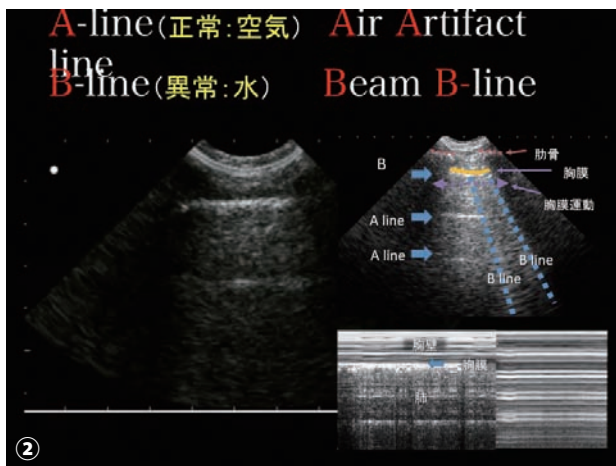 A-line(正常:空気) Air Artifact
line
B-line(異常:水) Beam B-line
B
肋骨
胸膜
胸膜運動
A line
A line
B line
B line
胸壁
胸膜
肺
②